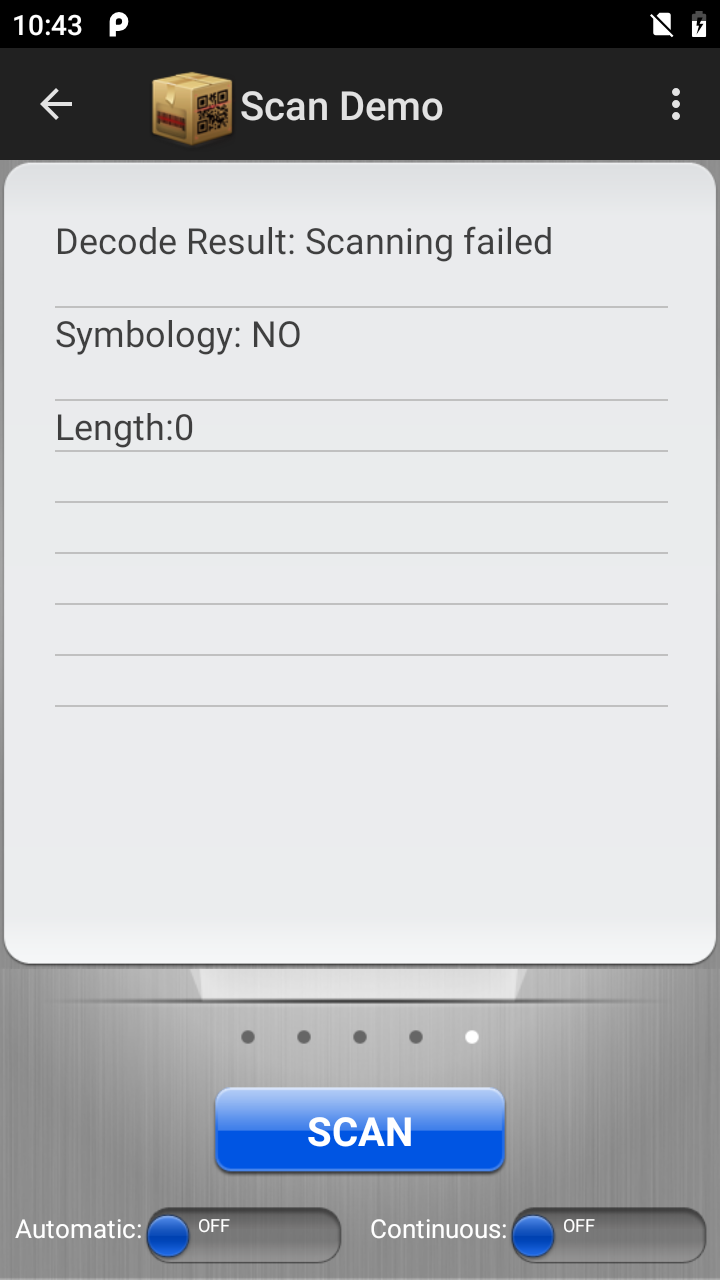 10:43
Scan Demo
Decode Result: Scanning failed
Symbology: NO
Length:0
SCAN
Automatic: OFF Continuous: OFF